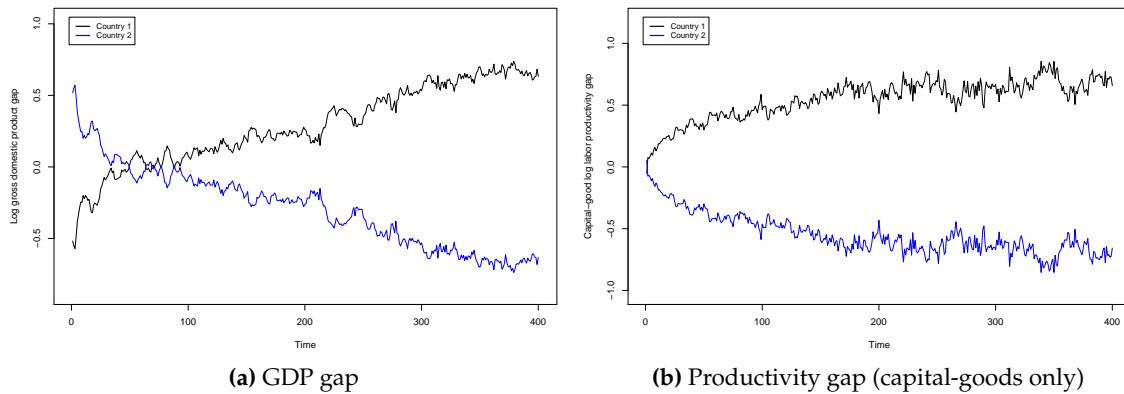 Country 1
Country 2
Log gross domestic product gap
1.0
0.5
0.0
−0.5
0
100
200
300
400
Time
(a) GDP gap
Country 1
Country 2
Capital−good log labor productivity gap
1.0
0.5
0.0
−0.5
−1.0
0
100
200
300
400
Time
(b) Productivity gap (capital-goods only)